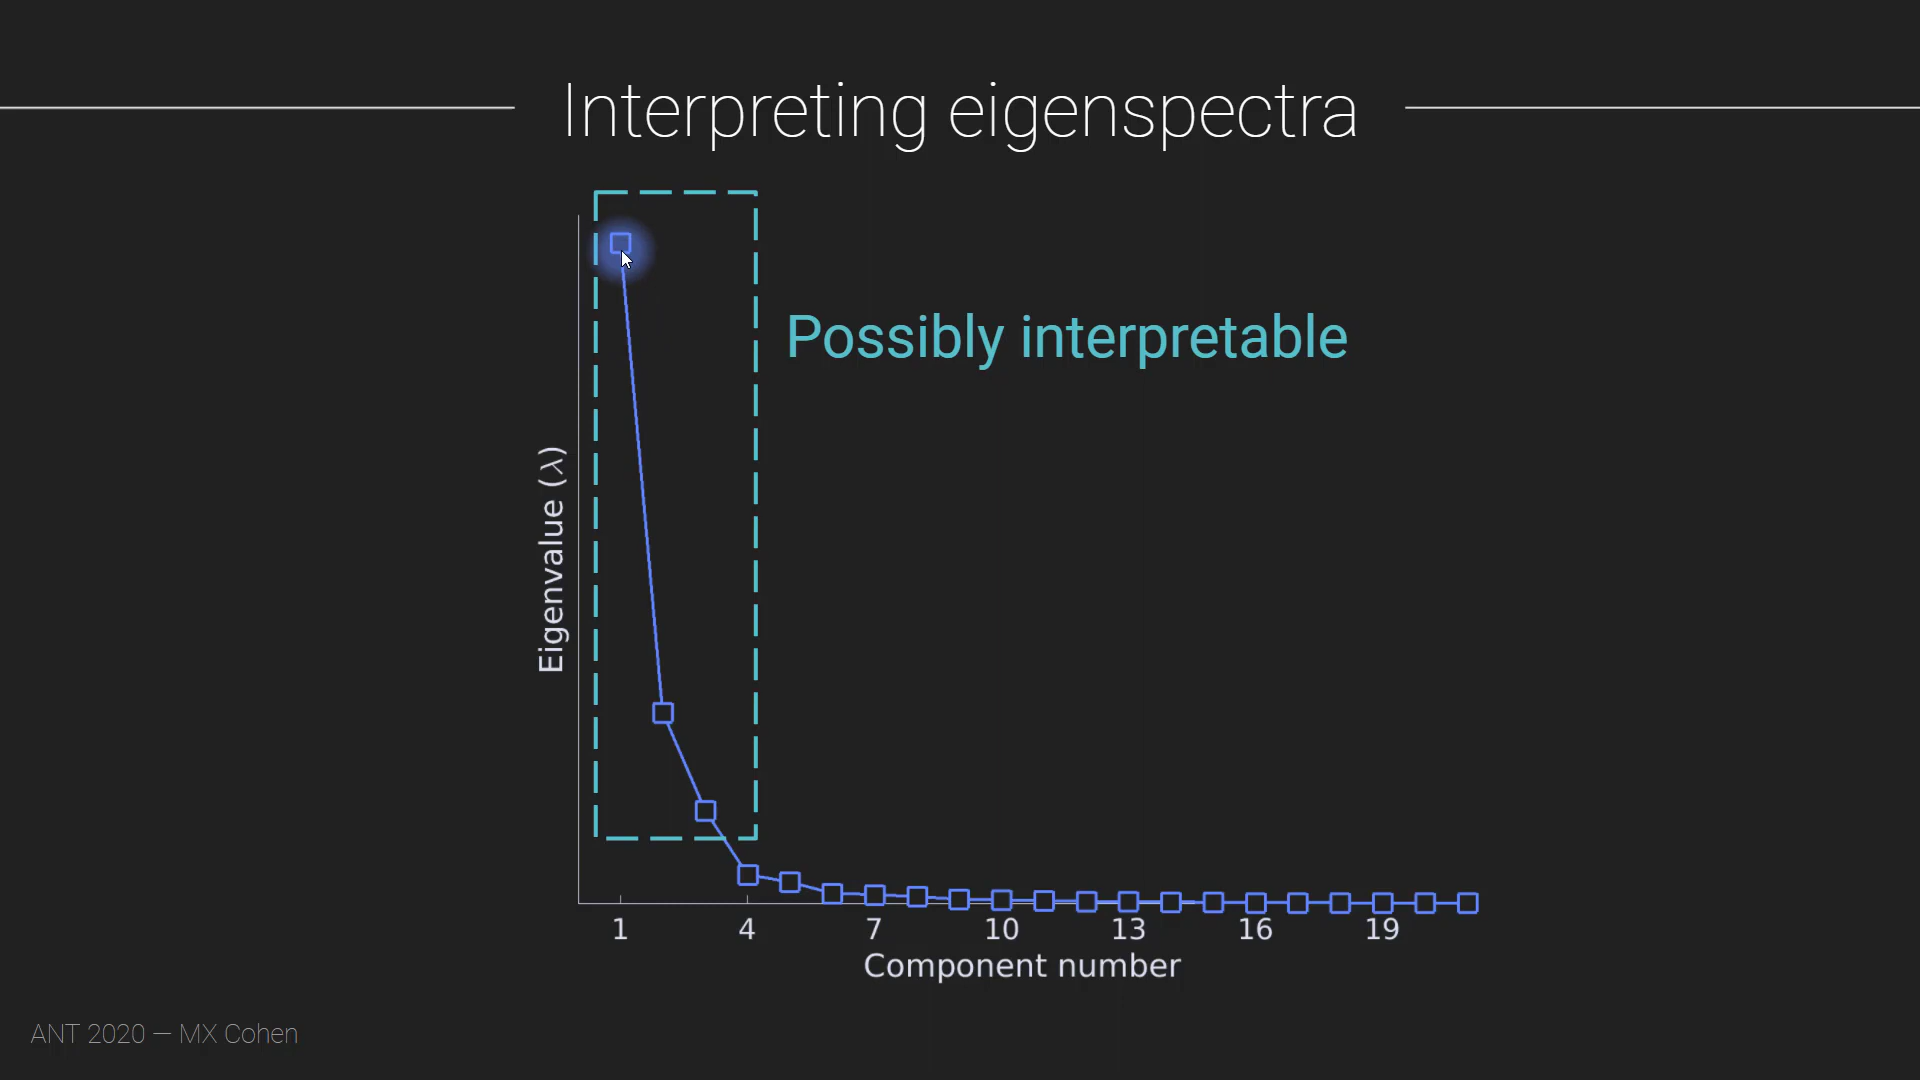 Interpreting eigenspectra
Possibly interpretable
Eigenvalue (λ)
1 4 7 10 13 16 19
Component number
ANT 2020 — MX Cohen